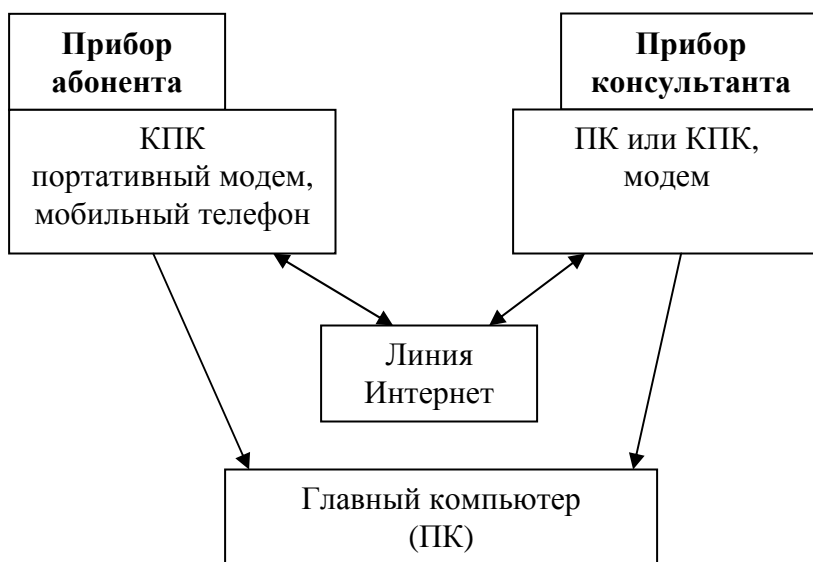 Прибор
абонента
КПК
портативный модем,
мобильный телефон
Прибор
консультанта
ПК или КПК,
модем
Линия
Интернет
Главный компьютер
(ПК)